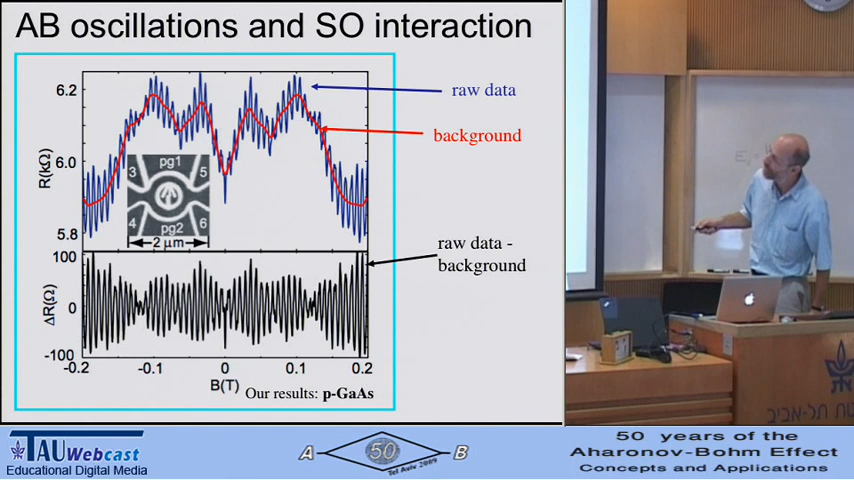 AB oscillations and SO interaction
6.2
6.0
5.8
R(kΩ)
raw data
background
pg1
3
5
4
6
pg2
2 μm
raw data -
background
100
0
-100
ΔR(Ω)
-0.2
-0.1
0
0.1
0.2
B(T)
Our results: p-GaAs
TAU Webcast
Educational Digital Media
A
50
B
Tel Aviv 2009
50 years of the
Aharonov-Bohm Effect
Concepts and Applications